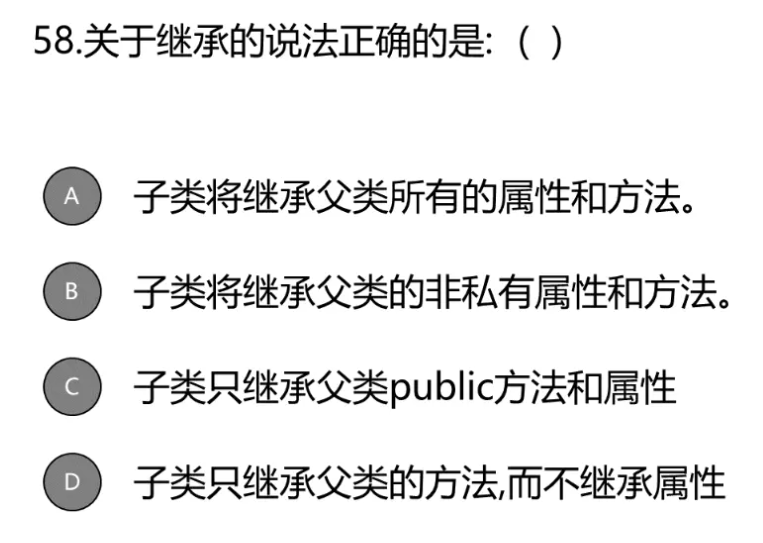 58.关于继承的说法正确的是:（ ）
A 子类将继承父类所有的属性和方法。
B 子类将继承父类的非私有属性和方法。
C 子类只继承父类public方法和属性
D 子类只继承父类的方法,而不继承属性